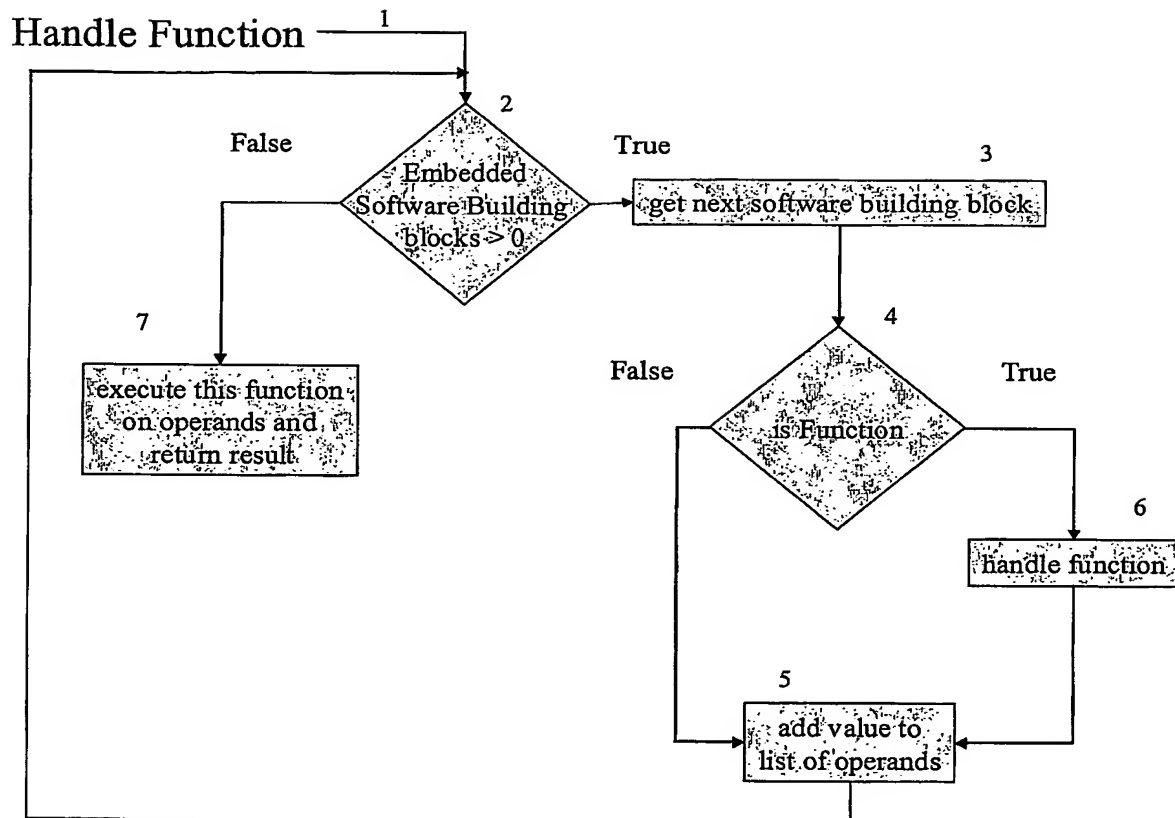 Handle Function
1
2
False
True
3
Embedded
Software Building
blocks > 0
get next software building block
7
4
execute this function
on operands and
return result
False
True
is Function
6
handle function
5
add value to
list of operands